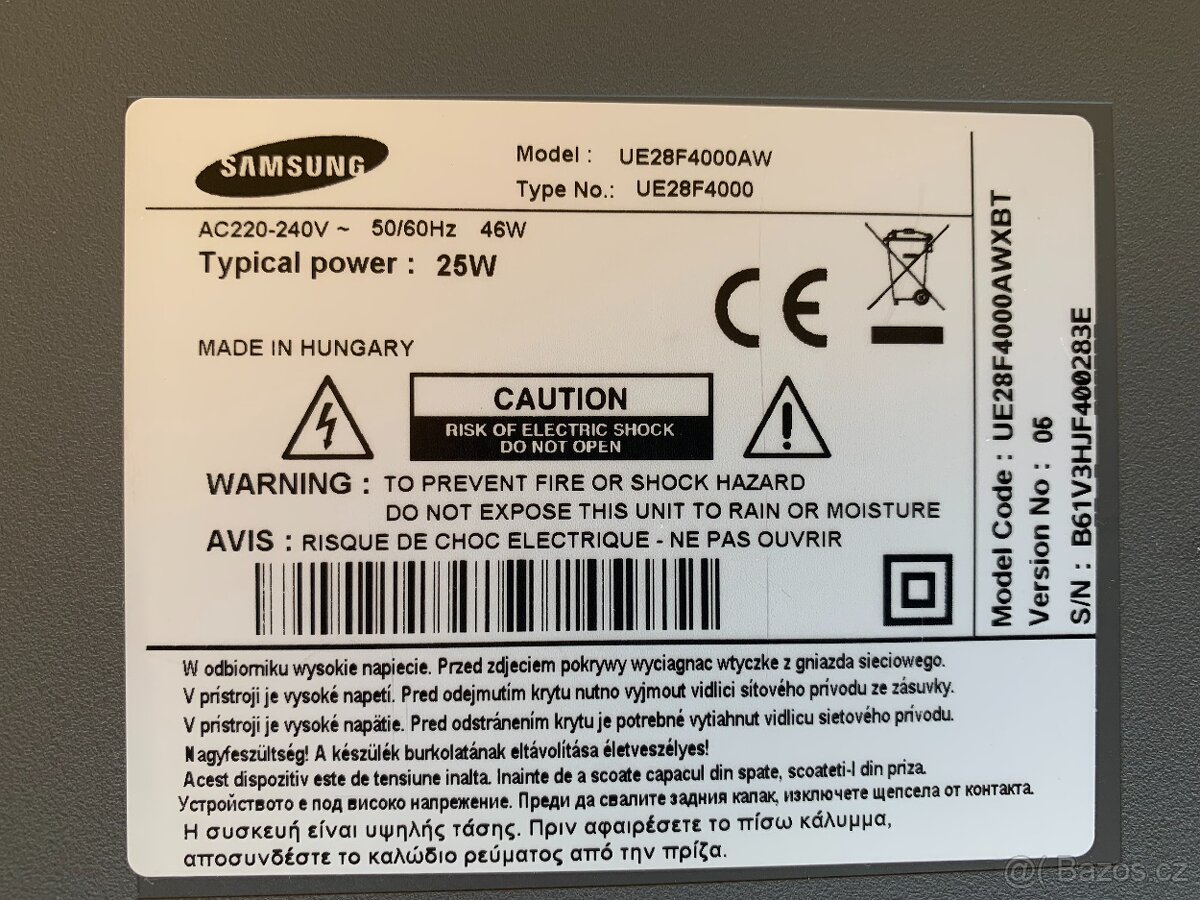 SAMSUNG
Model : UE28F4000AW
Type No.: UE28F4000
AC220-240V ~ 50/60Hz 46W
Typical power : 25W
CE
MADE IN HUNGARY
CAUTION
RISK OF ELECTRIC SHOCK
DO NOT OPEN
WARNING : TO PREVENT FIRE OR SHOCK HAZARD
DO NOT EXPOSE THIS UNIT TO RAIN OR MOISTURE
AVIS : RISQUE DE CHOC ELECTRIQUE - NE PAS OUVRIR
Model Code : UE28F4000AWXBT
Version No : 06
S/N : B61V3HJF400283E
W odbiorniku wysokie napiecie. Przed zdjeciem pokrywy wyciagnac wtyczke z gniazda sieciowego.
V prístroji je vysoké napetí. Pred odejmutím krytu nutno vyjmout vidlici sítového prívodu ze zásuvky.
V prístroji je vysoké napätie. Pred odstránením krytu je potrebné vytiahnut vidlicu sietového prívodu.
Nagyfeszültség! A készülék burkolatának eltávolítása életveszélyes!
Acest dispozitiv este de tensiune inalta. Inainte de a scoate capacul din spate, scoateti-l din priza.
Устройството е под високо напрежение. Преди да свалите задния капак, изключете щепсела от контакта.
Η συσκευή είναι υψηλής τάσης. Πριν αφαιρέσετε το πίσω κάλυμμα,
αποσυνδέστε το καλώδιο ρεύματος από την πρίζα.
@( Bazos.cz